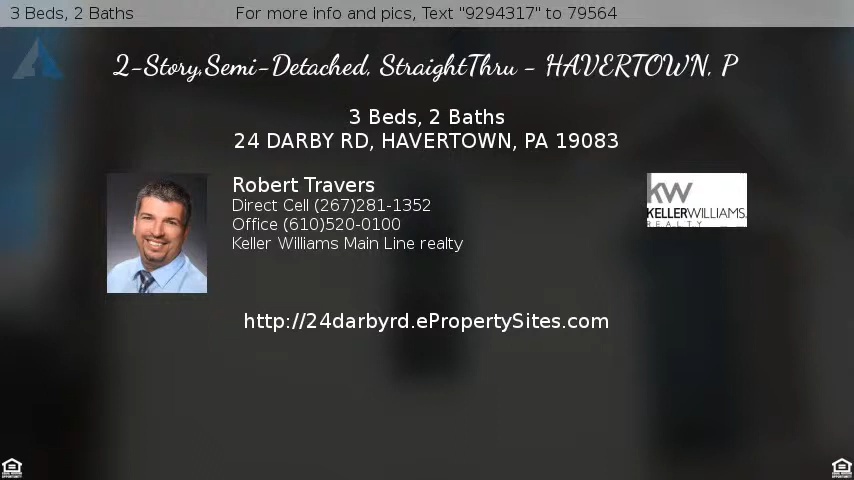 3 Beds, 2 Baths
For more info and pics, Text "9294317" to 79564
2-Story,Semi-Detached, StraightThru - HAVERTOWN, P
3 Beds, 2 Baths
24 DARBY RD, HAVERTOWN, PA 19083
Robert Travers
Direct Cell (267)281-1352
Office (610)520-0100
Keller Williams Main Line realty
kw
KELLERWILLIAMS.
REALTY
http://24darbyrd.ePropertySites.com